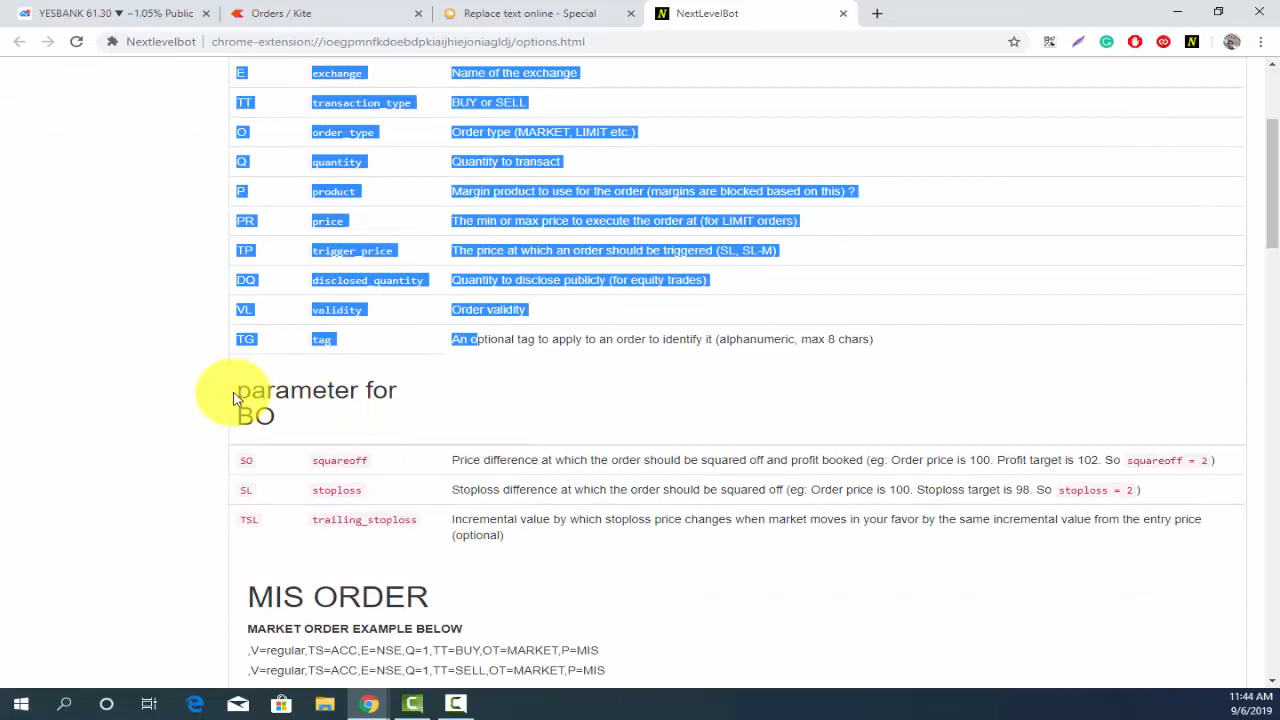 YESBANK 61.30 ▼ −1.05% Public
Orders / Kite
Replace text online - Special
NextLevelBot
Nextlevelbot
chrome-extension://ioegpmnfkdoebdpkiaijhiejoniagldj/options.html
E exchange Name of the exchange
TT transaction_type BUY or SELL
O order_type Order type (MARKET, LIMIT etc.)
Q quantity Quantity to transact
P product Margin product to use for the order (margins are blocked based on this) ?
PR price The min or max price to execute the order at (for LIMIT orders)
TP trigger_price The price at which an order should be triggered (SL, SL-M)
DQ disclosed_quantity Quantity to disclose publicly (for equity trades)
VL validity Order validity
TG tag An optional tag to apply to an order to identify it (alphanumeric, max 8 chars)
parameter for
BO
SO squareoff Price difference at which the order should be squared off and profit booked (eg: Order price is 100. Profit target is 102. So squareoff = 2 )
SL stoploss Stoploss difference at which the order should be squared off (eg: Order price is 100. Stoploss target is 98. So stoploss = 2 )
TSL trailing_stoploss Incremental value by which stoploss price changes when market moves in your favor by the same incremental value from the entry price
(optional)
MIS ORDER
MARKET ORDER EXAMPLE BELOW
,V=regular,TS=ACC,E=NSE,Q=1,TT=BUY,OT=MARKET,P=MIS
,V=regular,TS=ACC,E=NSE,Q=1,TT=SELL,OT=MARKET,P=MIS
11:44 AM
9/6/2019